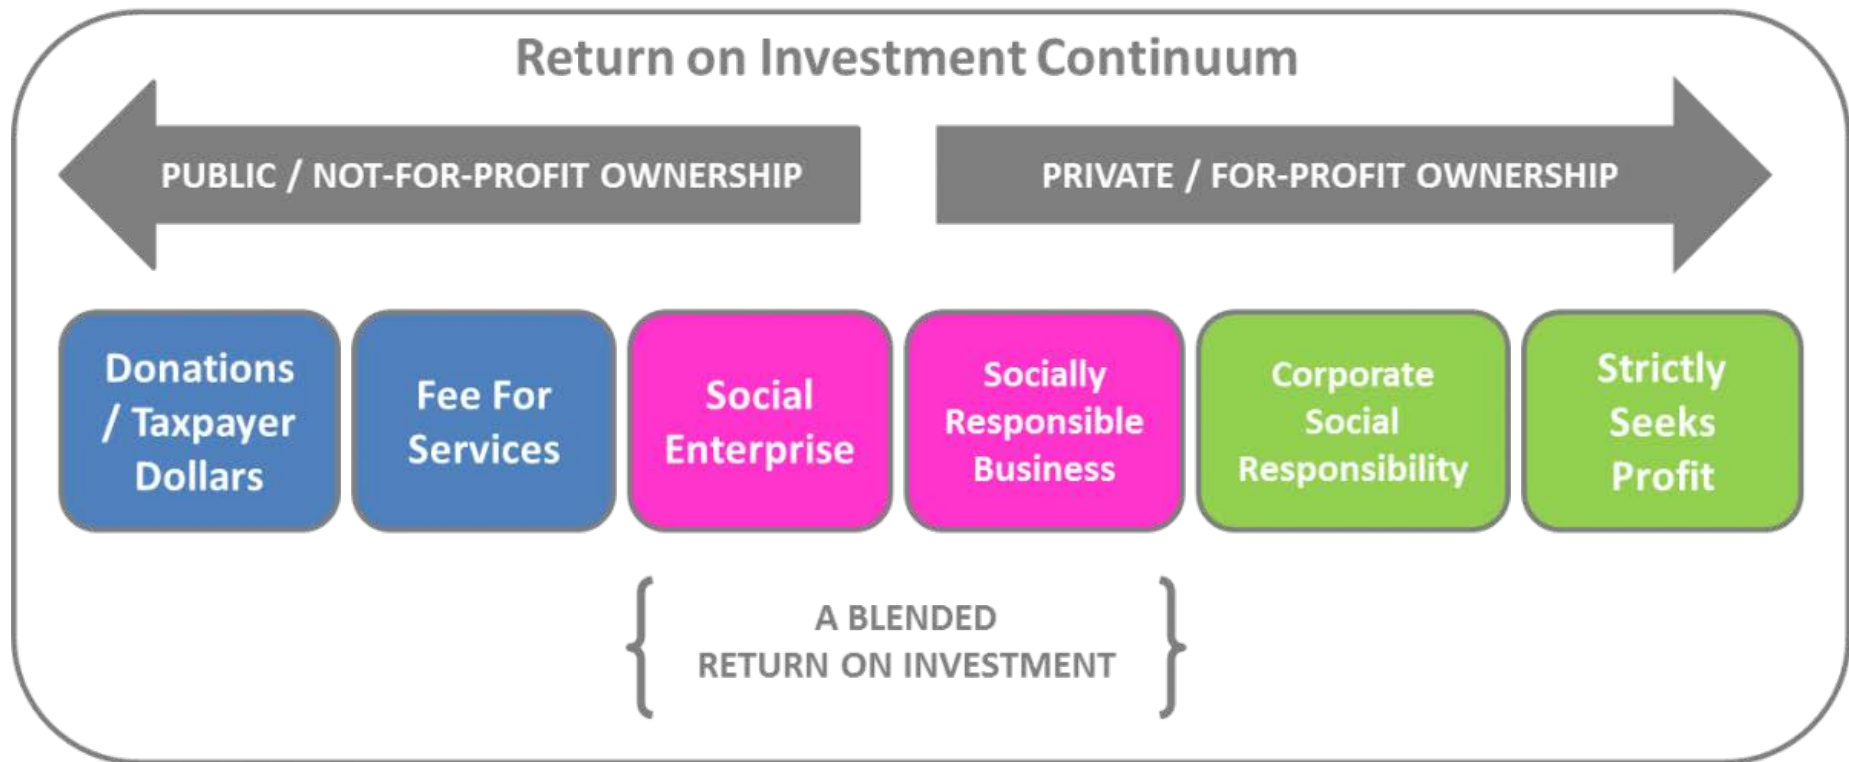 Return on Investment Continuum
PUBLIC / NOT-FOR-PROFIT OWNERSHIP
PRIVATE / FOR-PROFIT OWNERSHIP
Donations
/ Taxpayer
Dollars
Fee For
Services
Social
Enterprise
Socially
Responsible
Business
Corporate
Social
Responsibility
Strictly
Seeks
Profit
A BLENDED
RETURN ON INVESTMENT